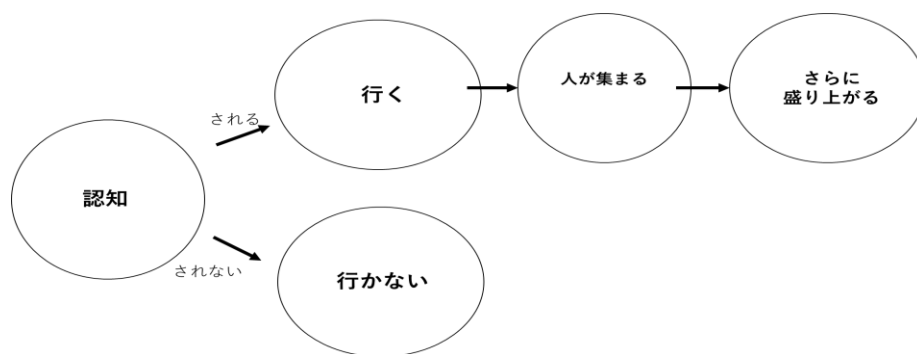 認知
される
行く
人が集まる
さらに
盛り上がる
されない
行かない